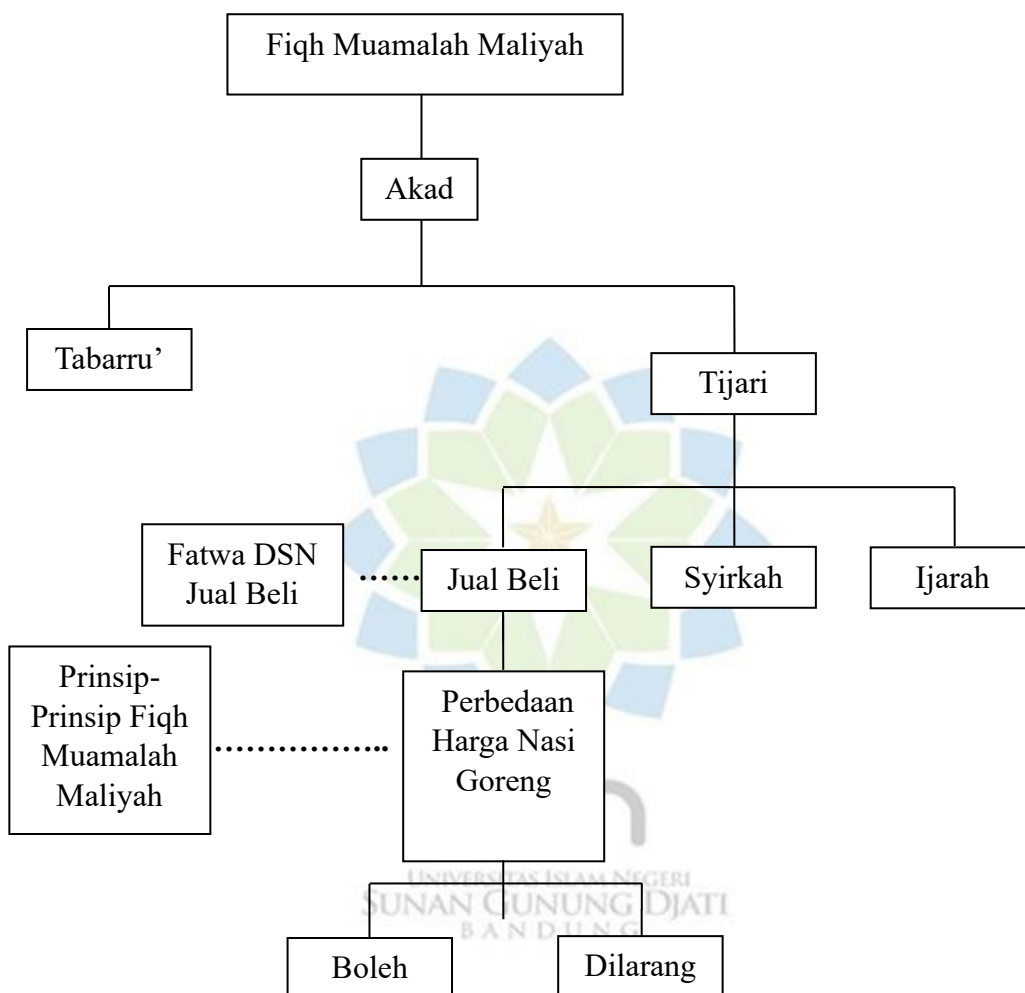 Fiqh Muamalah Maliyah
Akad
Tabarru’
Tijari
Fatwa DSN
Jual Beli
Jual Beli
Syirkah
Ijarah
Prinsip-
Prinsip Fiqh
Muamalah
Maliyah
Perbedaan
Harga Nasi
Goreng
UNIVERSITAS ISLAM NEGERI
SUNAN GUNUNG DJATI
BANDUNG
Boleh
Dilarang